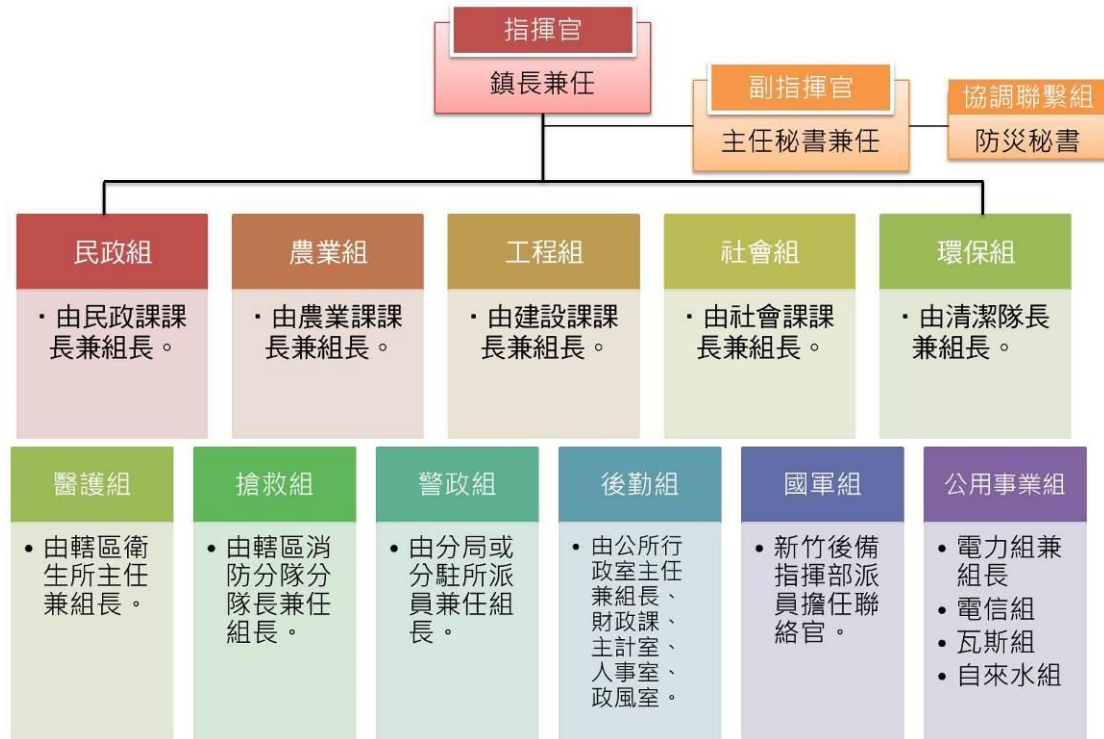 指揮官
鎮長兼任
副指揮官
主任秘書兼任
協調聯繫組
防災秘書
民政組
・由民政課課
長兼組長。
農業組
・由農業課課
長兼組長。
工程組
・由建設課課
長兼組長。
社會組
・由社會課課
長兼組長。
環保組
・由清潔隊長
兼組長。
醫護組
• 由轄區衛
生所主任
兼組長。
搶救組
• 由轄區消
防分隊分
隊長兼任
組長。
警政組
• 由分局或
分駐所派
員兼任組
長。
後勤組
• 由公所行
政室主任
兼組長、
財政課、
主計室、
人事室、
政風室。
國軍組
• 新竹後備
指揮部派
員擔任聯
絡官。
公用事業組
• 電力組兼
組長
• 電信組
• 瓦斯組
• 自來水組